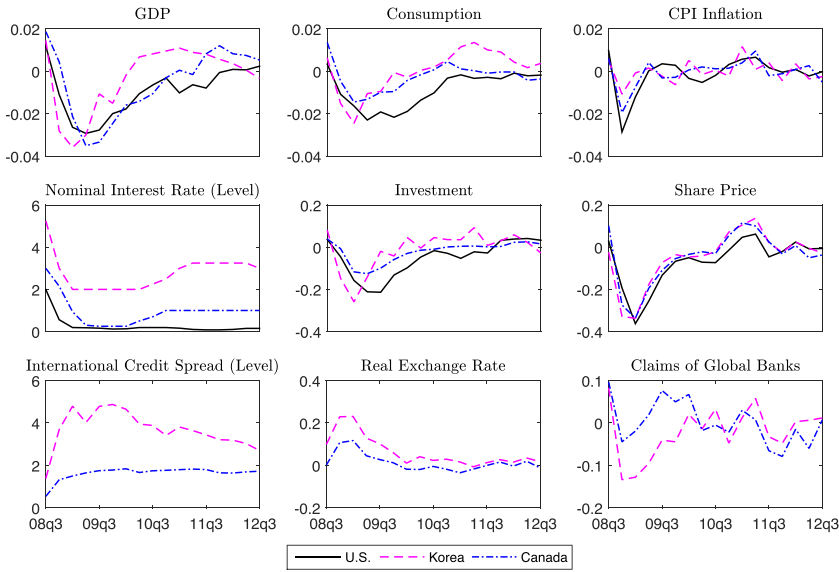 GDP Consumption CPI Inflation
0.02 0.02 0.02
0 0 0
-0.02 -0.02 -0.02
-0.04 -0.04 -0.04
Nominal Interest Rate (Level) Investment Share Price
6 0.2 0.2
4 0 0
2 -0.2 -0.2
0 -0.4 -0.4
International Credit Spread (Level) Real Exchange Rate Claims of Global Banks
6 0.4 0.1
4 0.2 0
2 0 -0.1
0 -0.2 -0.2
08q3 09q3 10q3 11q3 12q3 08q3 09q3 10q3 11q3 12q3 08q3 09q3 10q3 11q3 12q3
U.S. Korea Canada